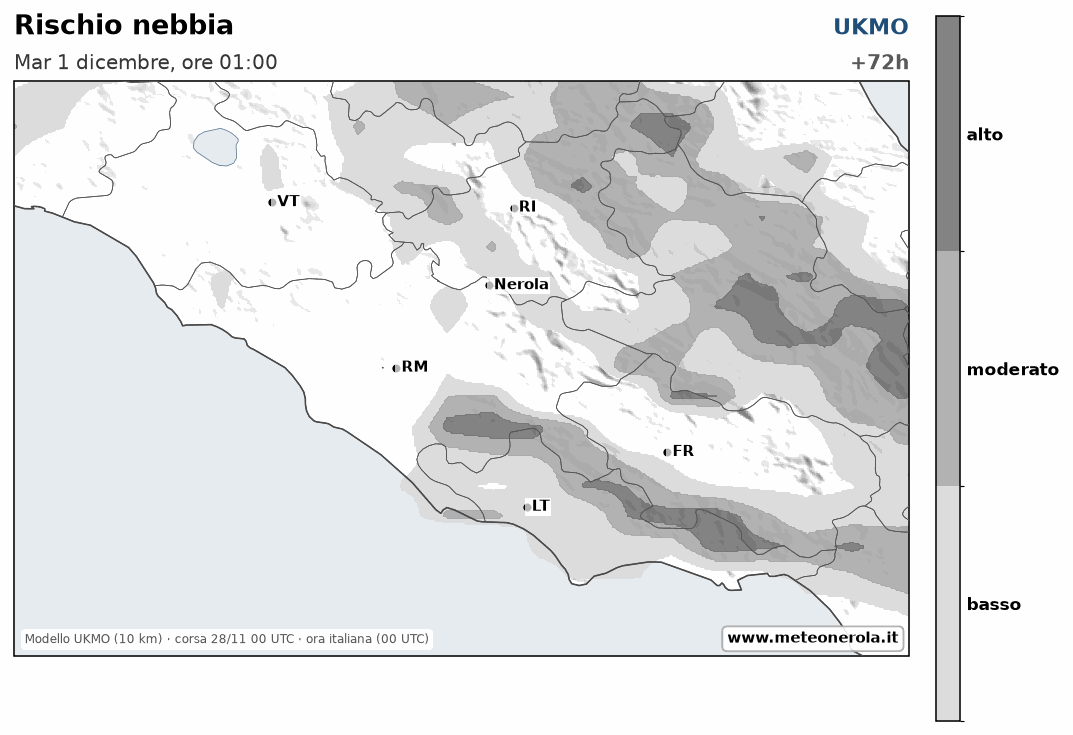 Rischio nebbia
UKMO
Mar 1 dicembre, ore 01:00
+72h
alto
VT
RI
Nerola
moderato
RM
FR
LT
basso
Modello UKMO (10 km) · corsa 28/11 00 UTC · ora italiana (00 UTC)
www.meteonerola.it